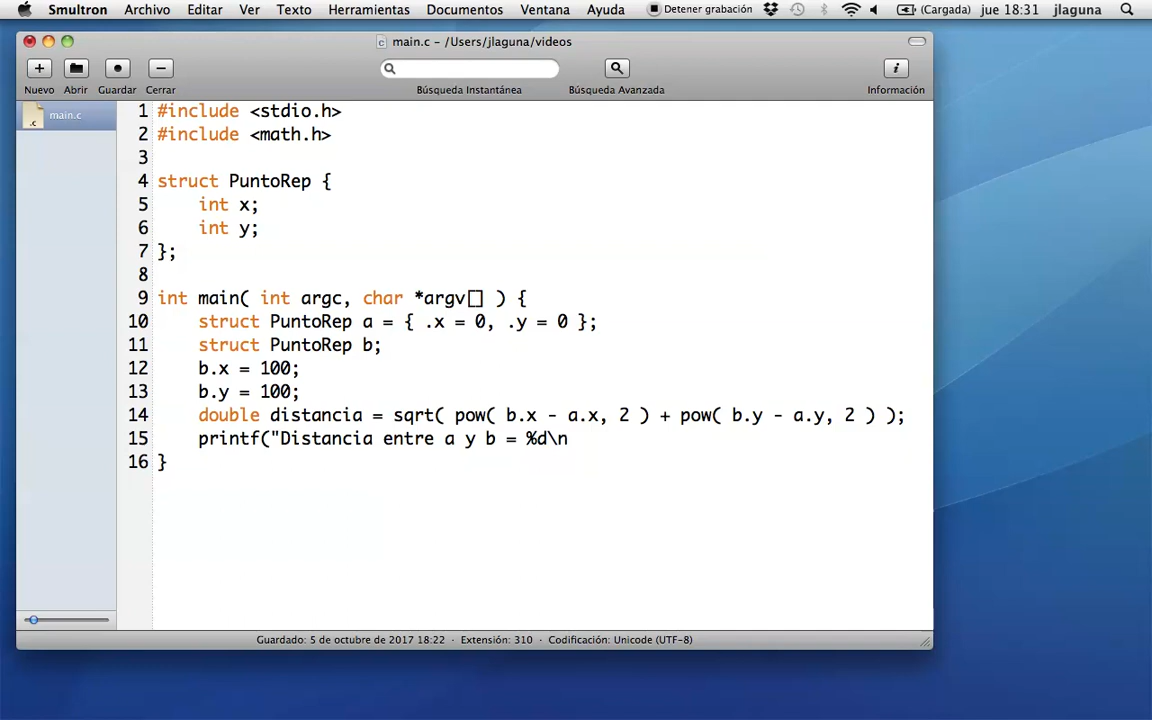 Smultron Archivo Editar Ver Texto Herramientas Documentos Ventana Ayuda Detener grabación (Cargada) jue 18:31 jlaguna
main.c – /Users/jlaguna/videos
Nuevo Abrir Guardar Cerrar Búsqueda Instantánea Búsqueda Avanzada Información
main.c
.c
1 #include <stdio.h>
2 #include <math.h>
3
4 struct PuntoRep {
5 int x;
6 int y;
7 };
8
9 int main( int argc, char *argv[] ) {
10 struct PuntoRep a = { .x = 0, .y = 0 };
11 struct PuntoRep b;
12 b.x = 100;
13 b.y = 100;
14 double distancia = sqrt( pow( b.x - a.x, 2 ) + pow( b.y - a.y, 2 ) );
15 printf("Distancia entre a y b = %d\n
16 }
Guardado: 5 de octubre de 2017 18:22 · Extensión: 310 · Codificación: Unicode (UTF-8)